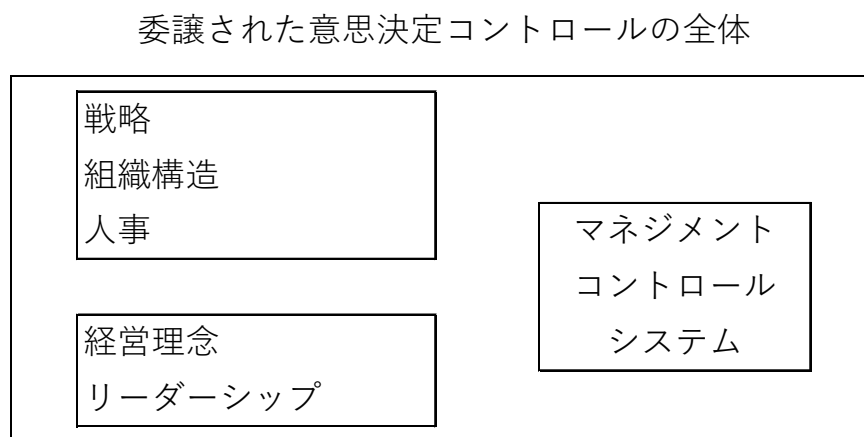 委譲された意思決定コントロールの全体
戦略
組織構造
人事
経営理念
リーダーシップ
マネジメント
コントロール
システム